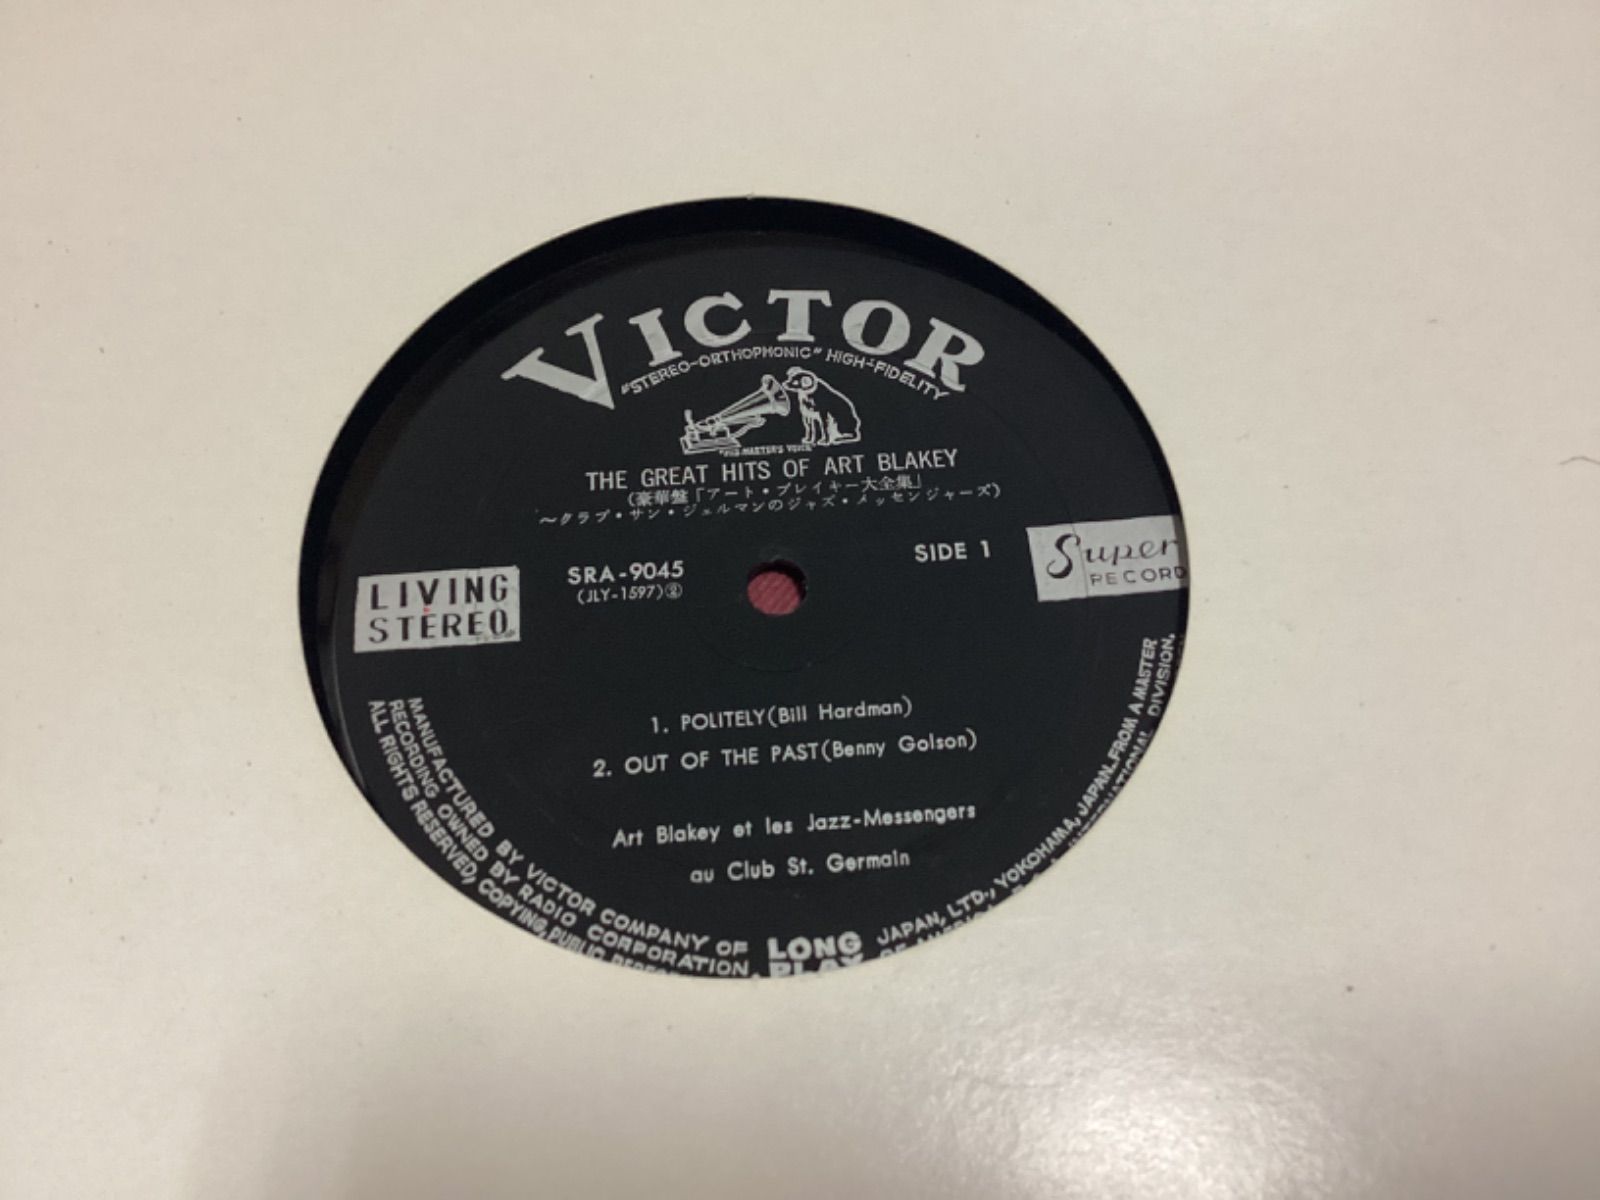 VICTOR
"STEREO-ORTHOPHONIC" HIGH-FIDELITY
"HIS MASTER'S VOICE"
THE GREAT HITS OF ART BLAKEY
(豪華盤「アート・ブレイキー大全集」
〜クラブ・サン・ジェルマンのジャズ・メッセンジャーズ)
LIVING
STEREO
SRA-9045
(JLY-1597)②
SIDE 1
Super
RECORD
1. POLITELY (Bill Hardman)
2. OUT OF THE PAST (Benny Golson)
Art Blakey et les Jazz-Messengers
au Club St. Germain
MANUFACTURED BY VICTOR COMPANY OF JAPAN, LTD., YOKOHAMA, JAPAN. FROM A MASTER
RECORDING OWNED BY RADIO CORPORATION DIVISION.
ALL RIGHTS RESERVED, COPYING, PUBLIC
LONG
PLAY